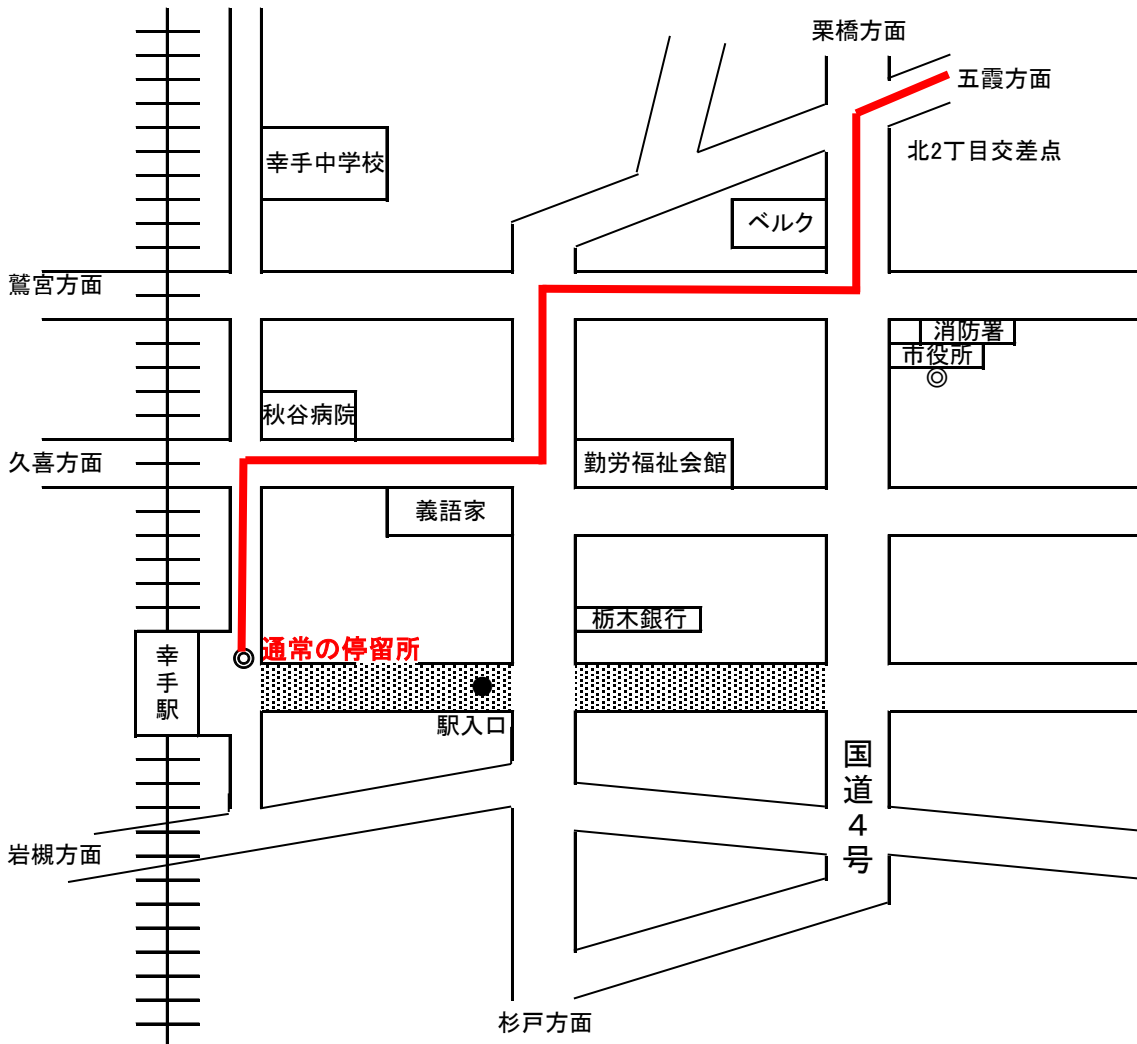 栗橋方面
五霞方面
北2丁目交差点
幸手中学校
ベルク
鷲宮方面
消防署
市役所
秋谷病院
久喜方面
勤労福祉会館
義語家
栃木銀行
通常の停留所
幸手駅
駅入口
国道4号
岩槻方面
杉戸方面